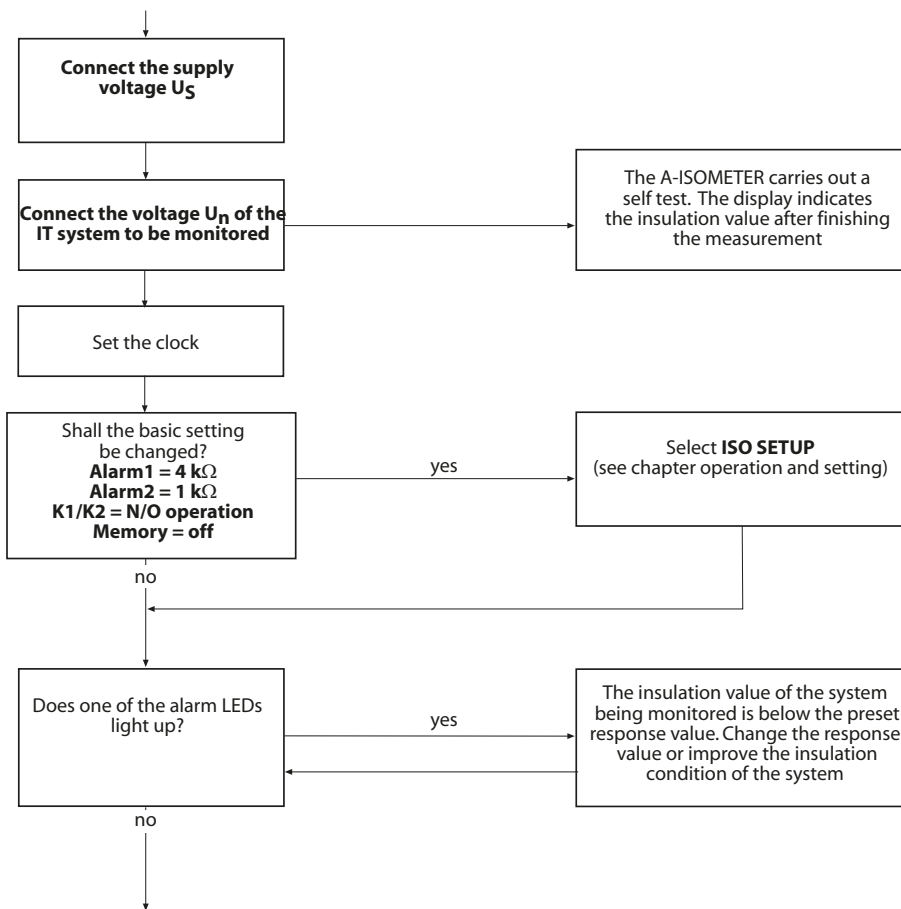 Connect the supply
voltage US
Connect the voltage Un of the
IT system to be monitored
The A-ISOMETER carries out a
self test. The display indicates
the insulation value after finishing
the measurement
Set the clock
Shall the basic setting
be changed?
Alarm1 = 4 kΩ
Alarm2 = 1 kΩ
K1/K2 = N/O operation
Memory = off
yes
Select ISO SETUP
(see chapter operation and setting)
no
Does one of the alarm LEDs
light up?
yes
The insulation value of the system
being monitored is below the preset
response value. Change the response
value or improve the insulation
condition of the system
no